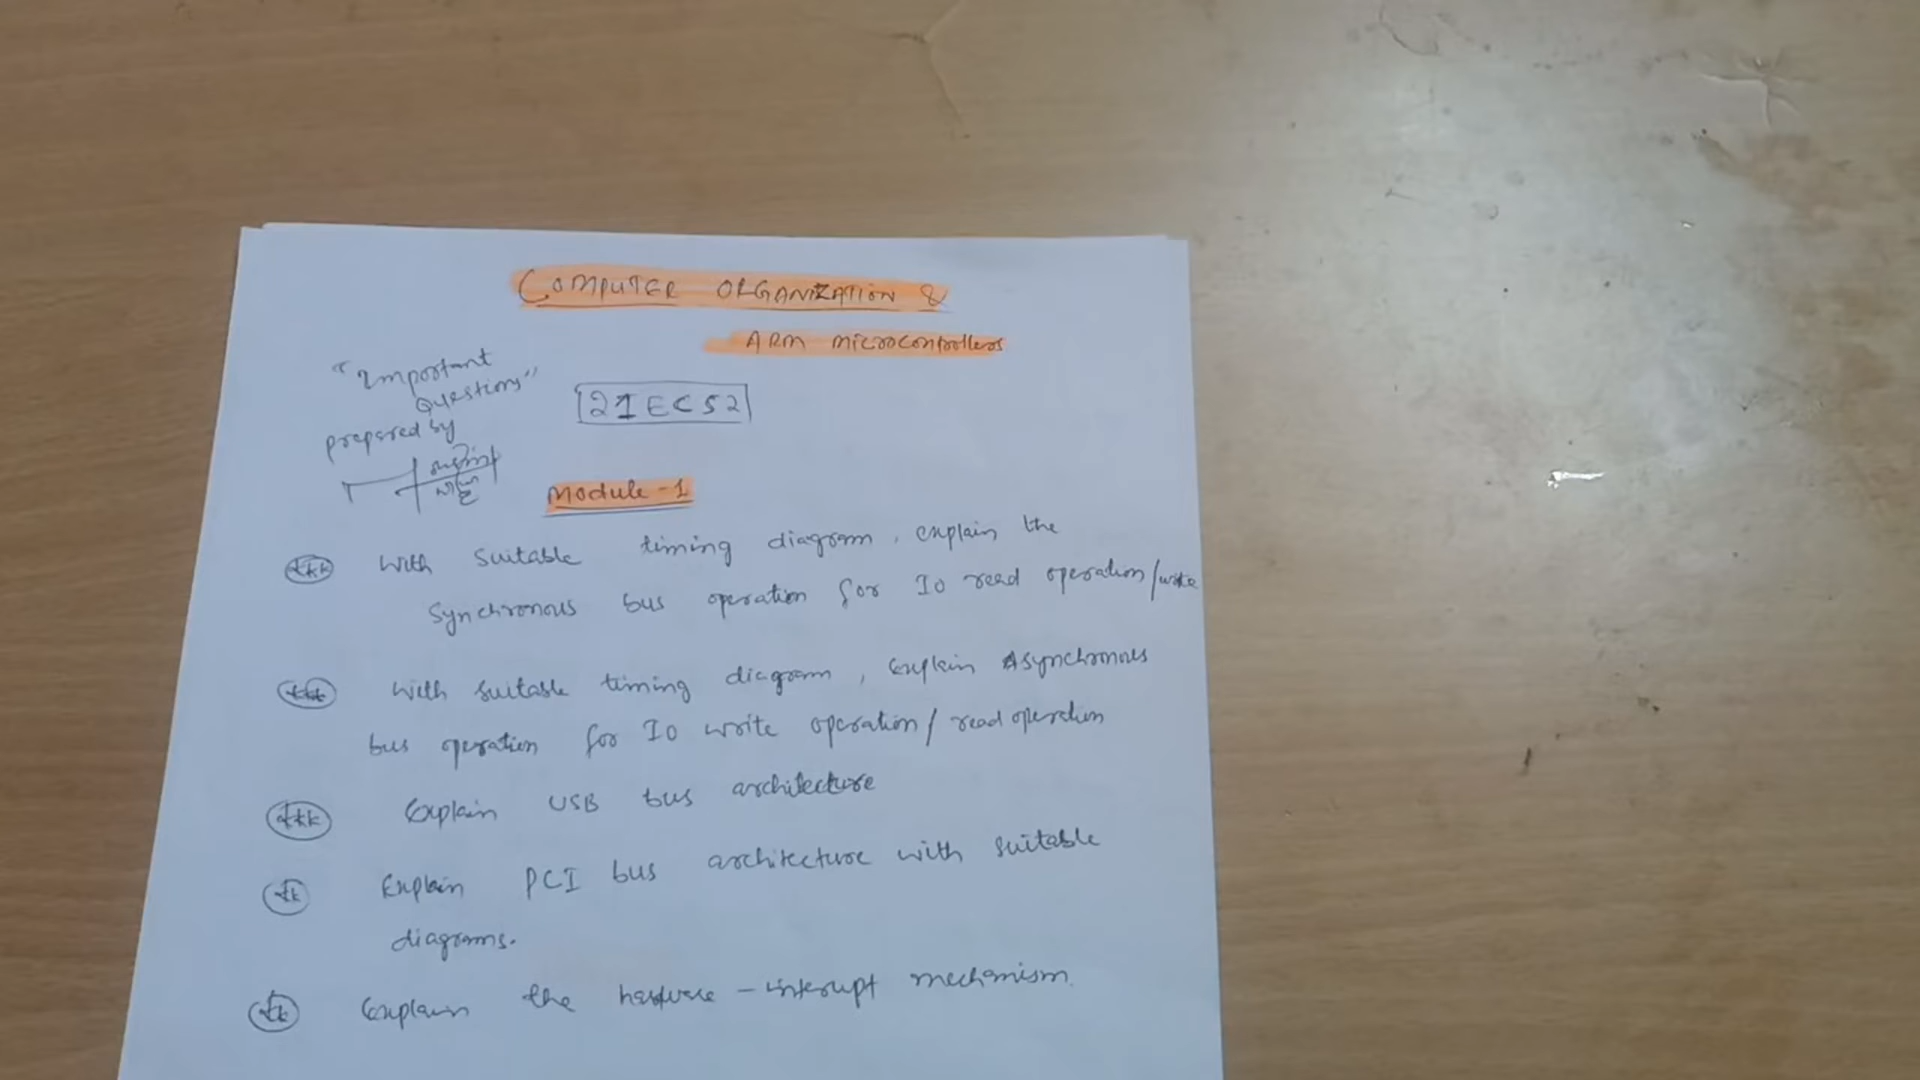 COMPUTER ORGANIZATION &
ARM microcontrollers
"Important
Questions"
prepared by
21EC52
Module-1
*** With suitable timing diagram, explain the
synchronous bus operation for IO read operation/write
*** With suitable timing diagram, explain Asynchronous
bus operation for IO write operation/read operation
*** Explain USB bus architecture
** Explain PCI bus architecture with suitable
diagrams.
** Explain the hardware - interrupt mechanism.